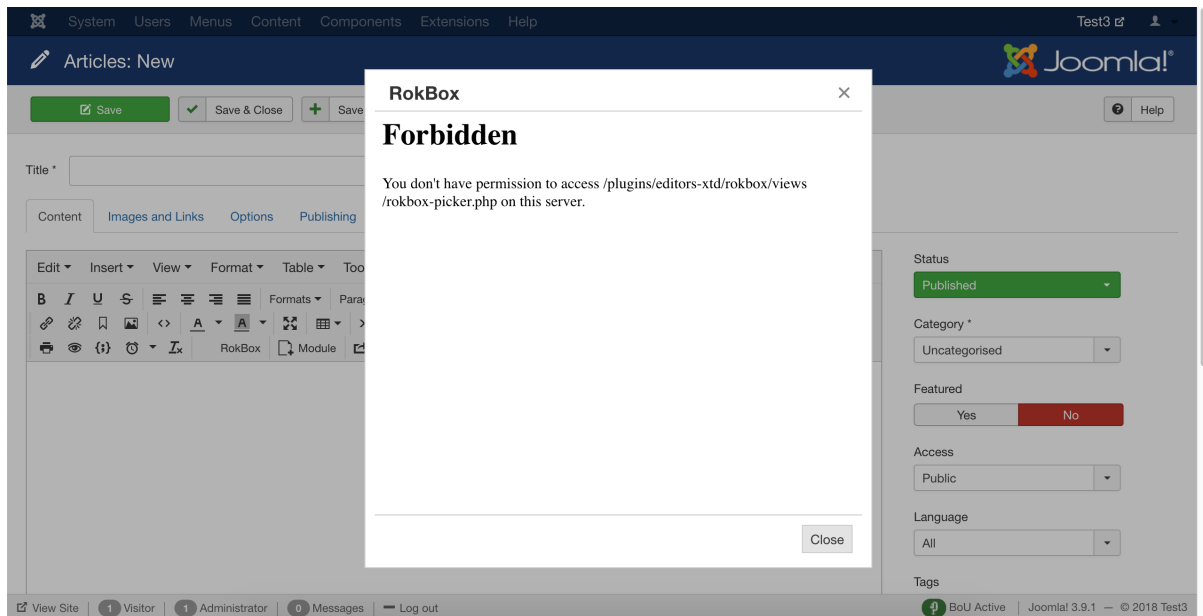 System Users Menus Content Components Extensions Help Test3
Articles: New
Joomla!®
Save Save & Close Save Help
RokBox
×
Forbidden
You don't have permission to access /plugins/editors-xtd/rokbox/views
/rokbox-picker.php on this server.
Close
Title *
Content Images and Links Options Publishing
Edit Insert View Format Table Too
B I U S Formats Para
A A
RokBox Module
Status
Published
Category *
Uncategorised
Featured
Yes No
Access
Public
Language
All
Tags
View Site 1 Visitor 1 Administrator 0 Messages Log out BoU Active Joomla! 3.9.1 — © 2018 Test3